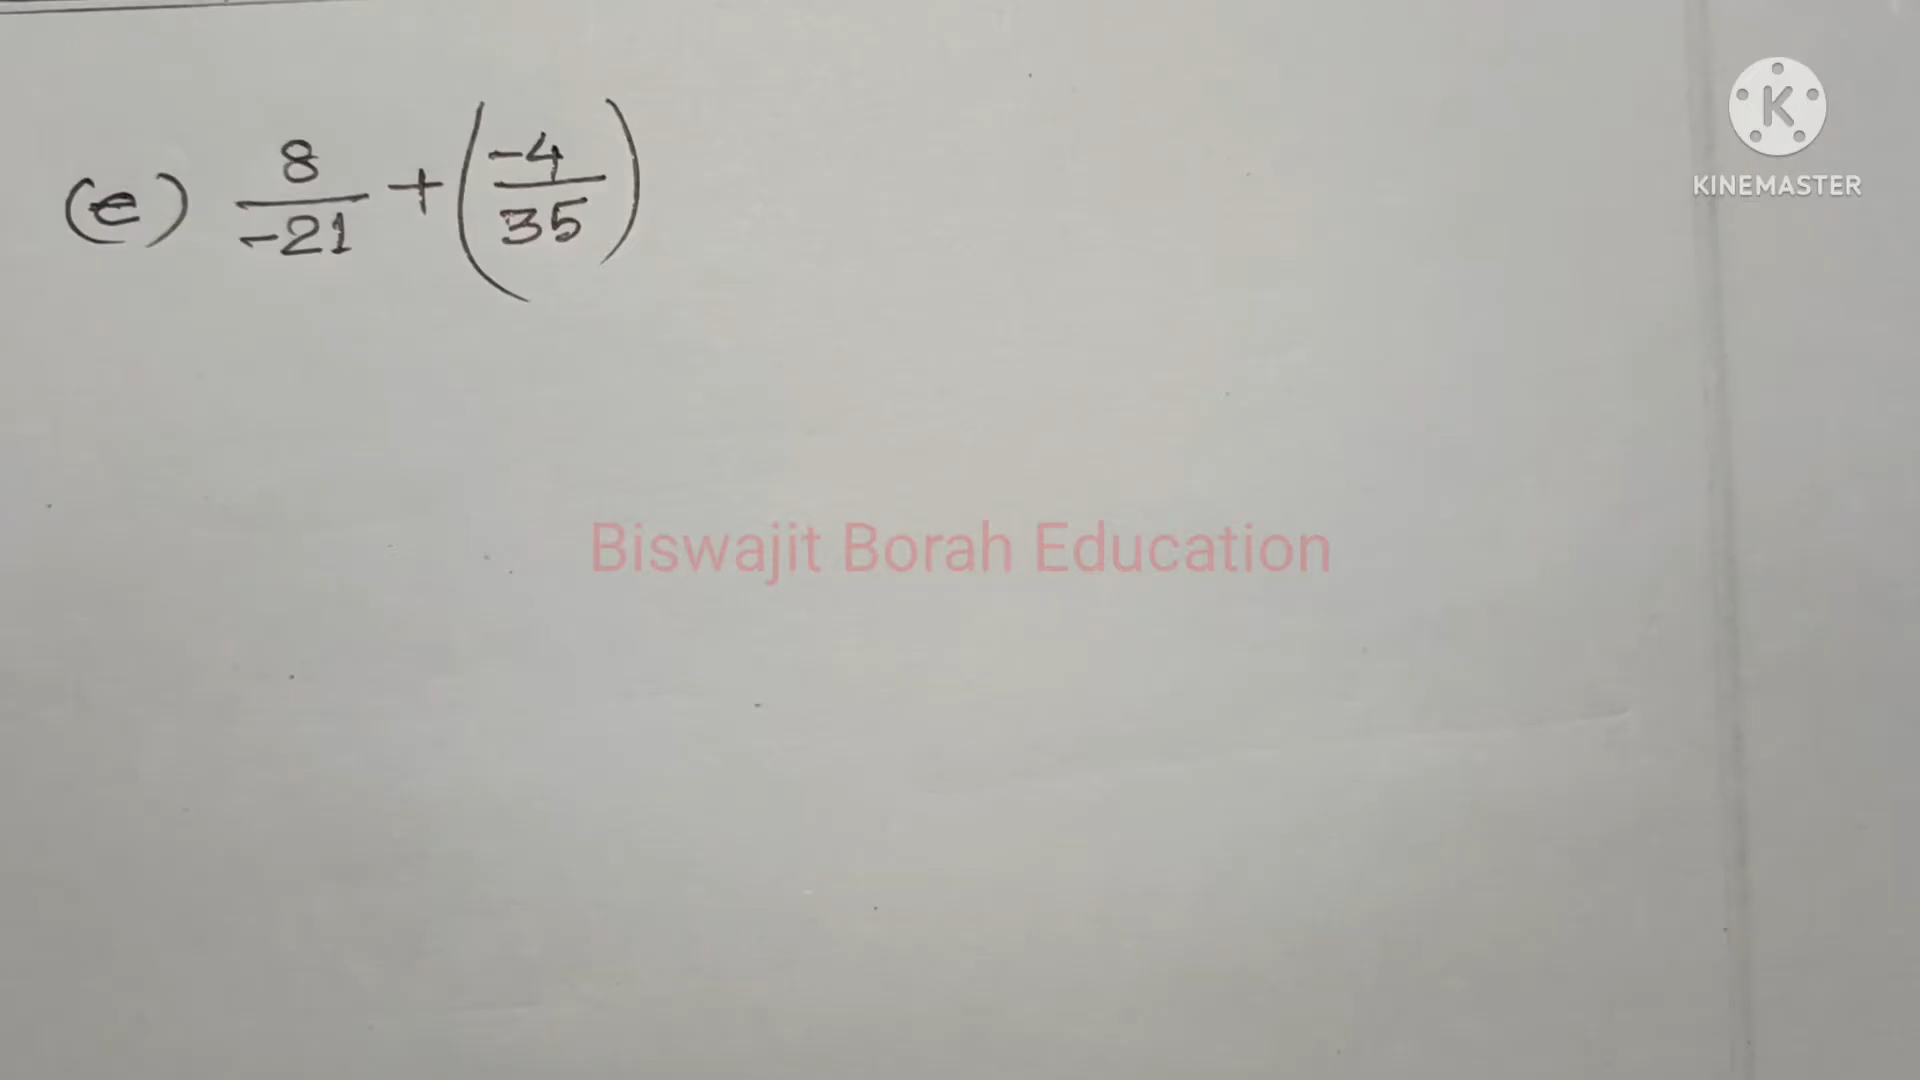 (e) 8/-21 + (-4/35)
KINEMASTER
Biswajit Borah Education